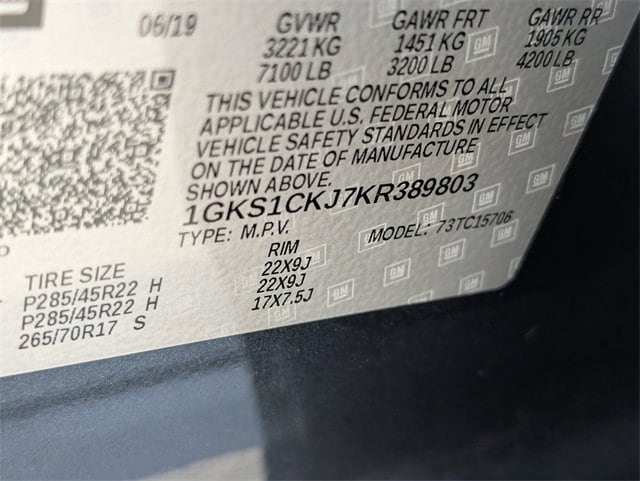 06/19 GVWR GAWR FRT GAWR RR
3221 KG 1451 KG 1905 KG
7100 LB 3200 LB 4200 LB
THIS VEHICLE CONFORMS TO ALL
APPLICABLE U.S. FEDERAL MOTOR
VEHICLE SAFETY STANDARDS IN EFFECT
ON THE DATE OF MANUFACTURE
SHOWN ABOVE.
1GKS1CKJ7KR389803
TYPE: M.P.V. MODEL: 73TC15706
TIRE SIZE RIM
P285/45R22 H 22X9J
P285/45R22 H 22X9J
265/70R17 S 17X7.5J